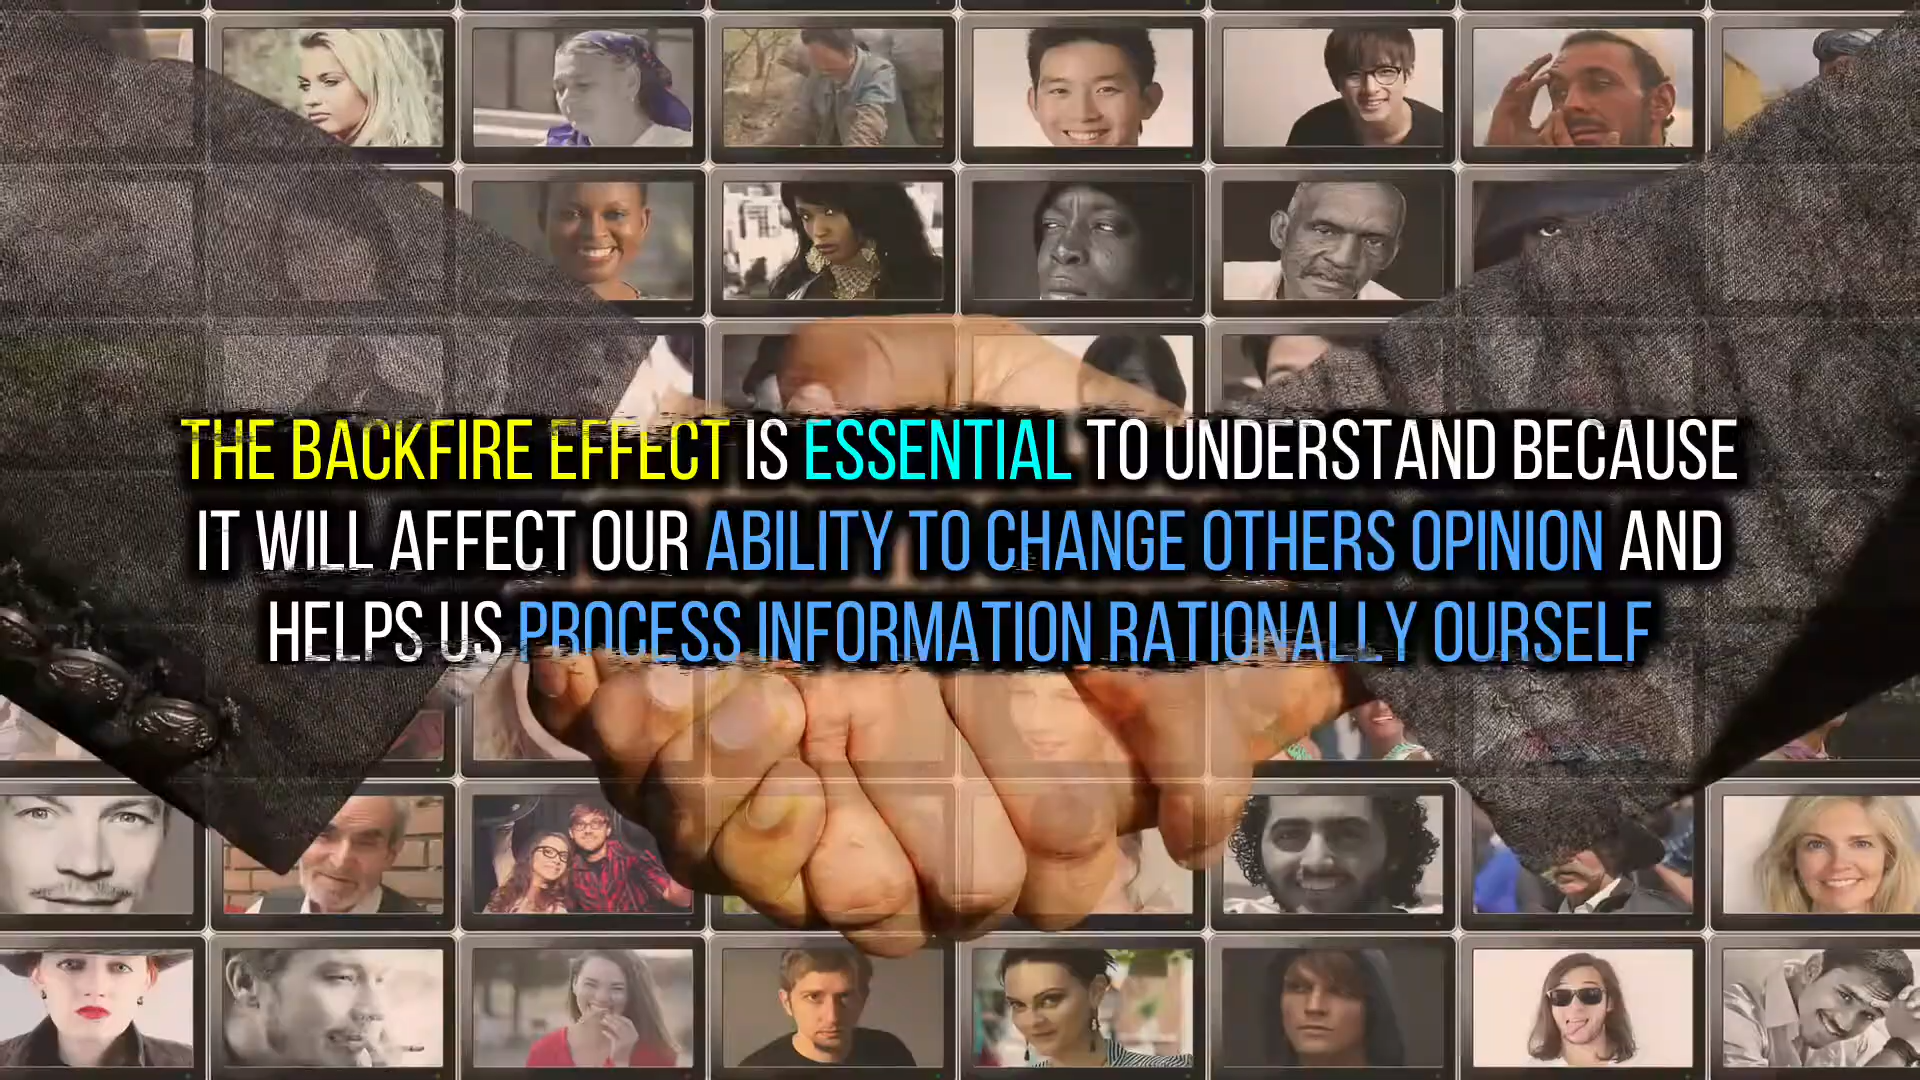 THE BACKFIRE EFFECT IS ESSENTIAL TO UNDERSTAND BECAUSE
IT WILL AFFECT OUR ABILITY TO CHANGE OTHERS OPINION AND
HELPS US PROCESS INFORMATION RATIONALLY OURSELF